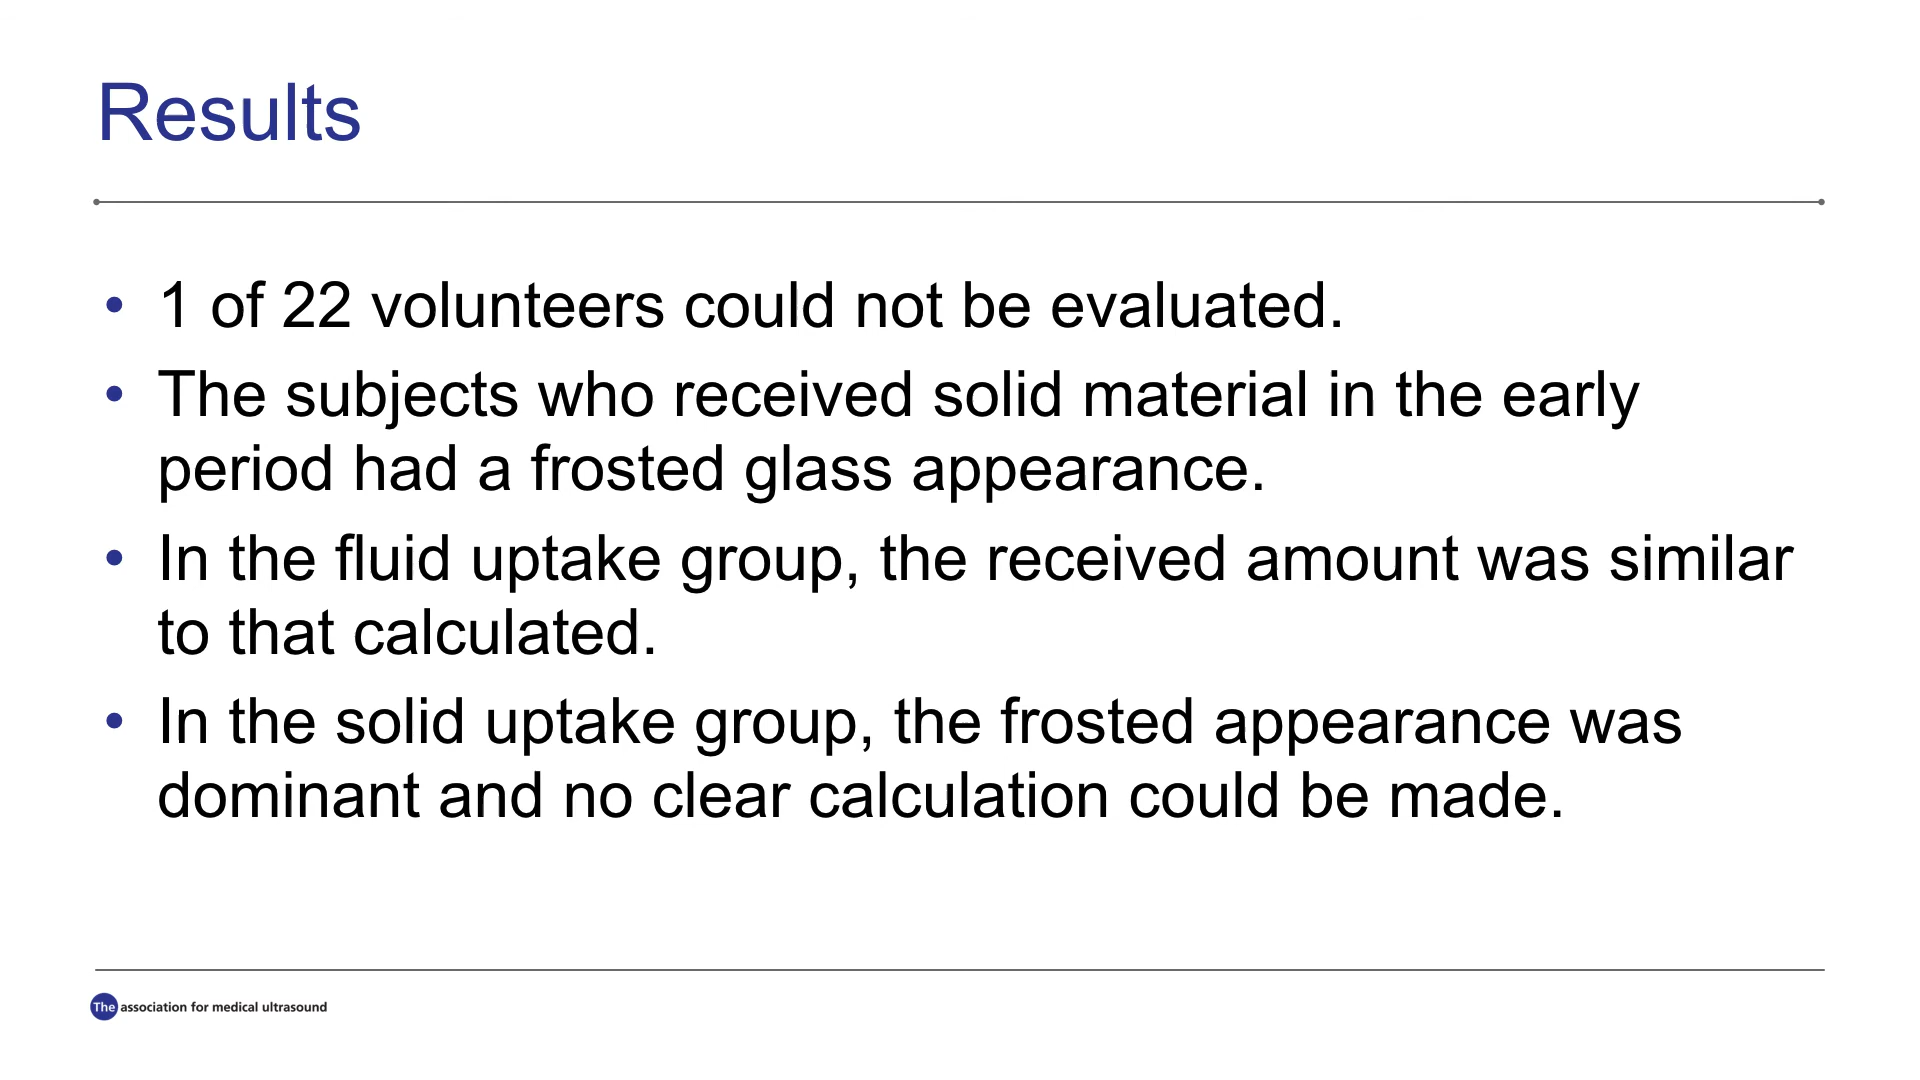 Results
• 1 of 22 volunteers could not be evaluated.
• The subjects who received solid material in the early
period had a frosted glass appearance.
• In the fluid uptake group, the received amount was similar
to that calculated.
• In the solid uptake group, the frosted appearance was
dominant and no clear calculation could be made.
The association for medical ultrasound